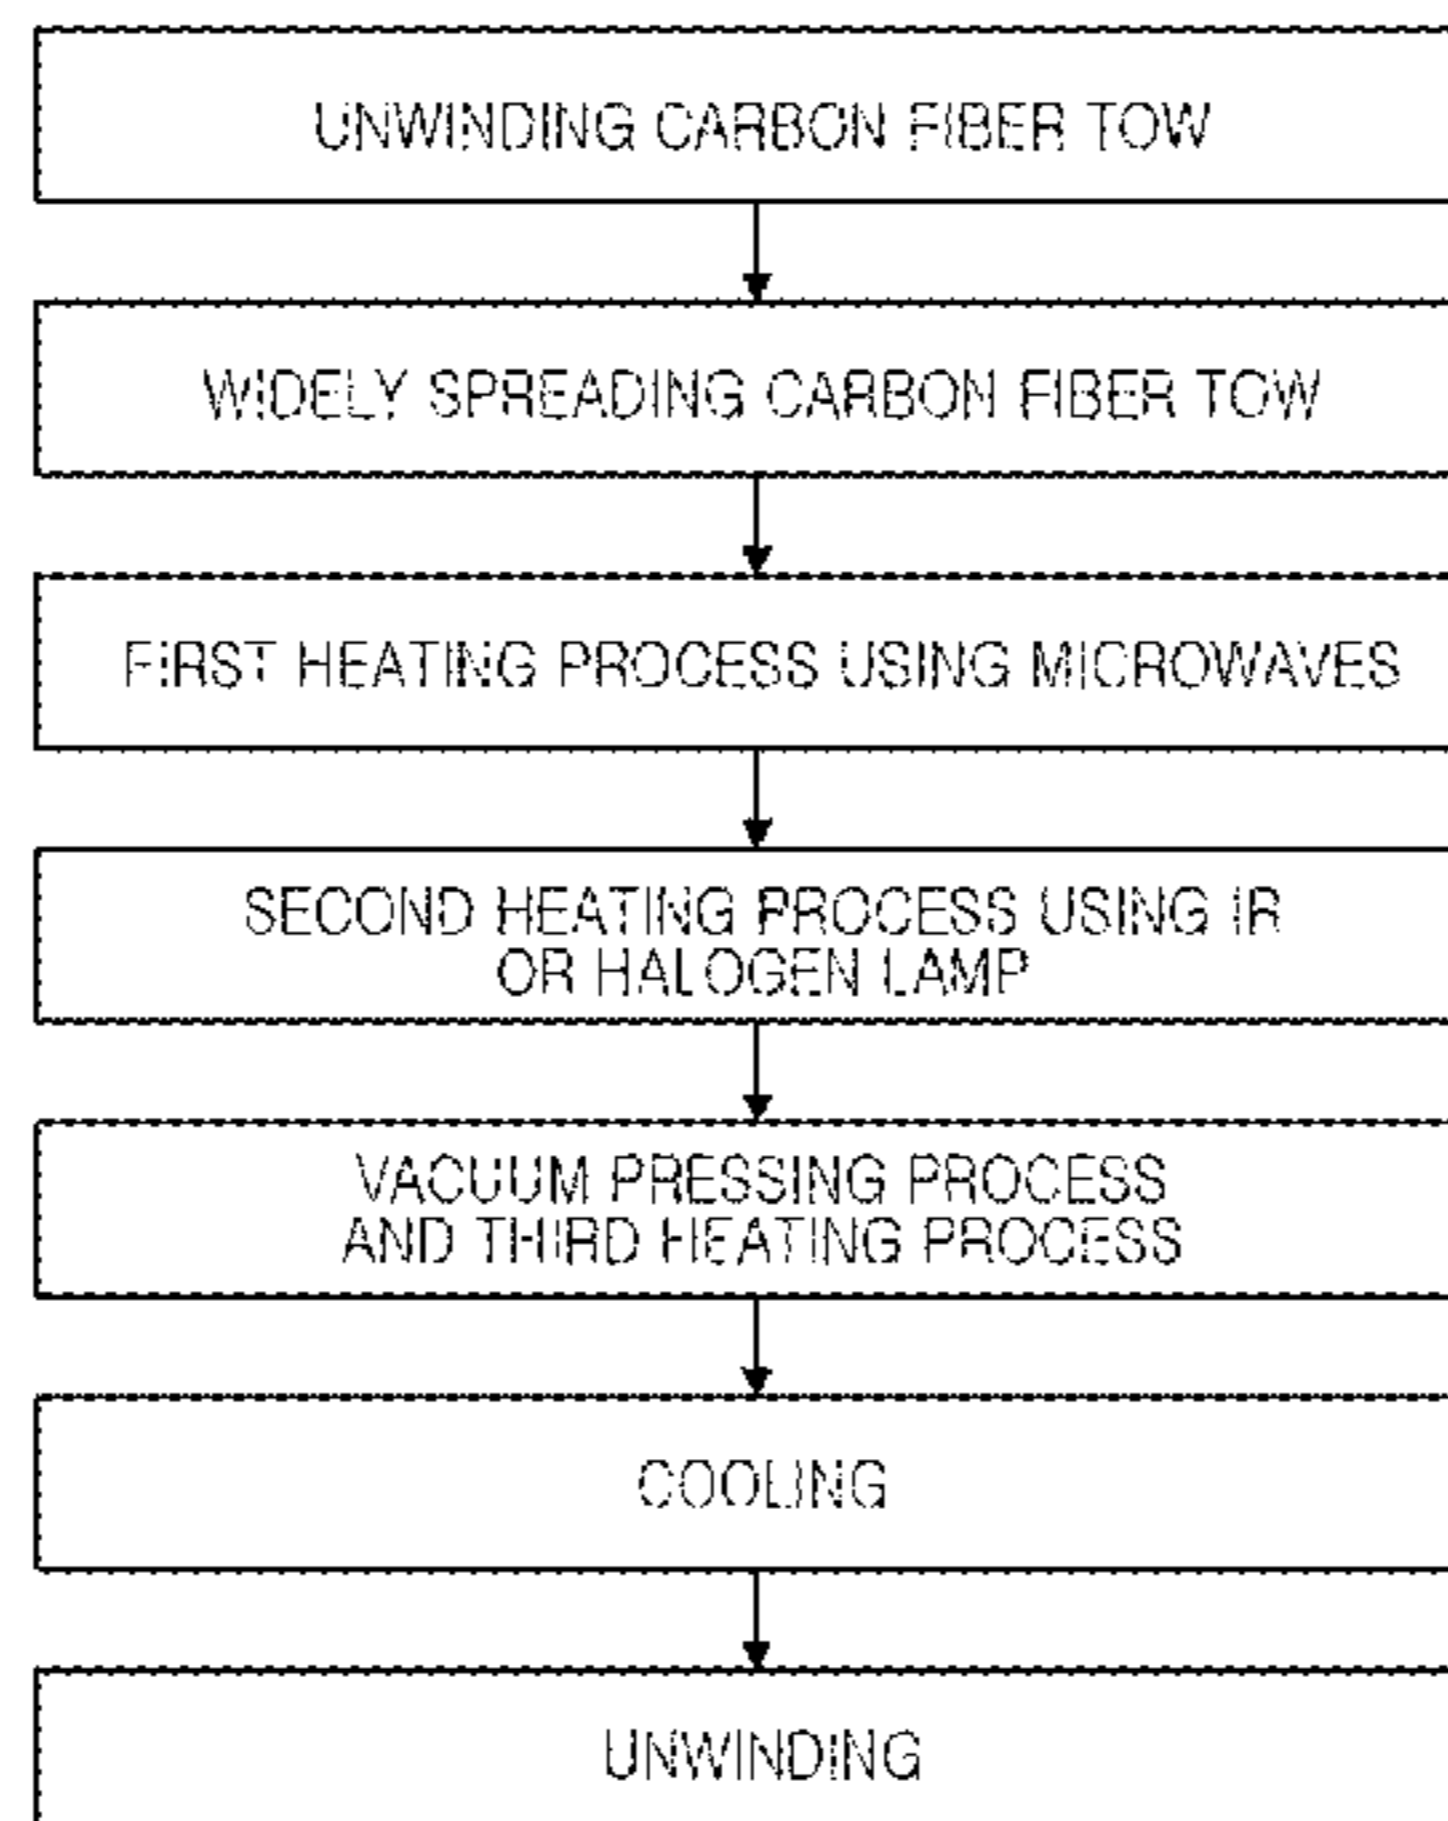 UNWINDING CARBON FIBER TOW
WIDELY SPREADING CARBON FIBER TOW
FIRST HEATING PROCESS USING MICROWAVES
SECOND HEATING PROCESS USING IR
OR HALOGEN LAMP
VACUUM PRESSING PROCESS
AND THIRD HEATING PROCESS
COOLING
UNWINDING